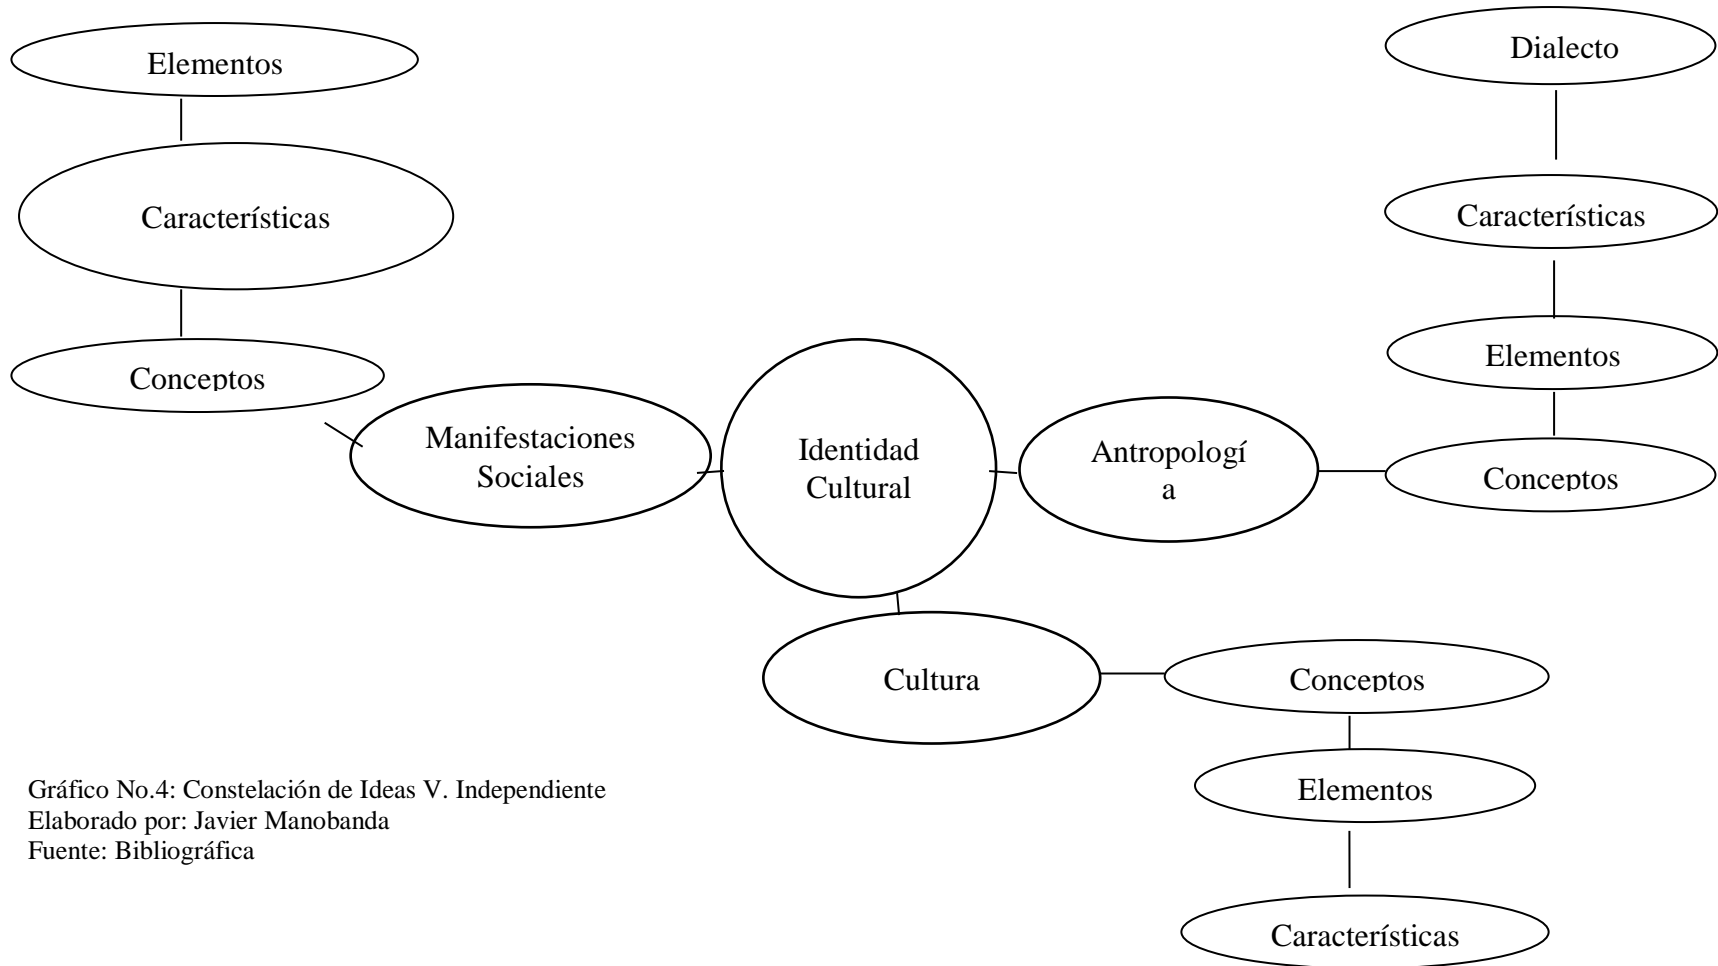 Elementos
Dialecto
Características
Características
Elementos
Conceptos
Manifestaciones
Sociales
Identidad
Cultural
Antropologí
a
Conceptos
Cultura
Conceptos
Elementos
Características
Gráfico No.4: Constelación de Ideas V. Independiente
Elaborado por: Javier Manobanda
Fuente: Bibliográfica